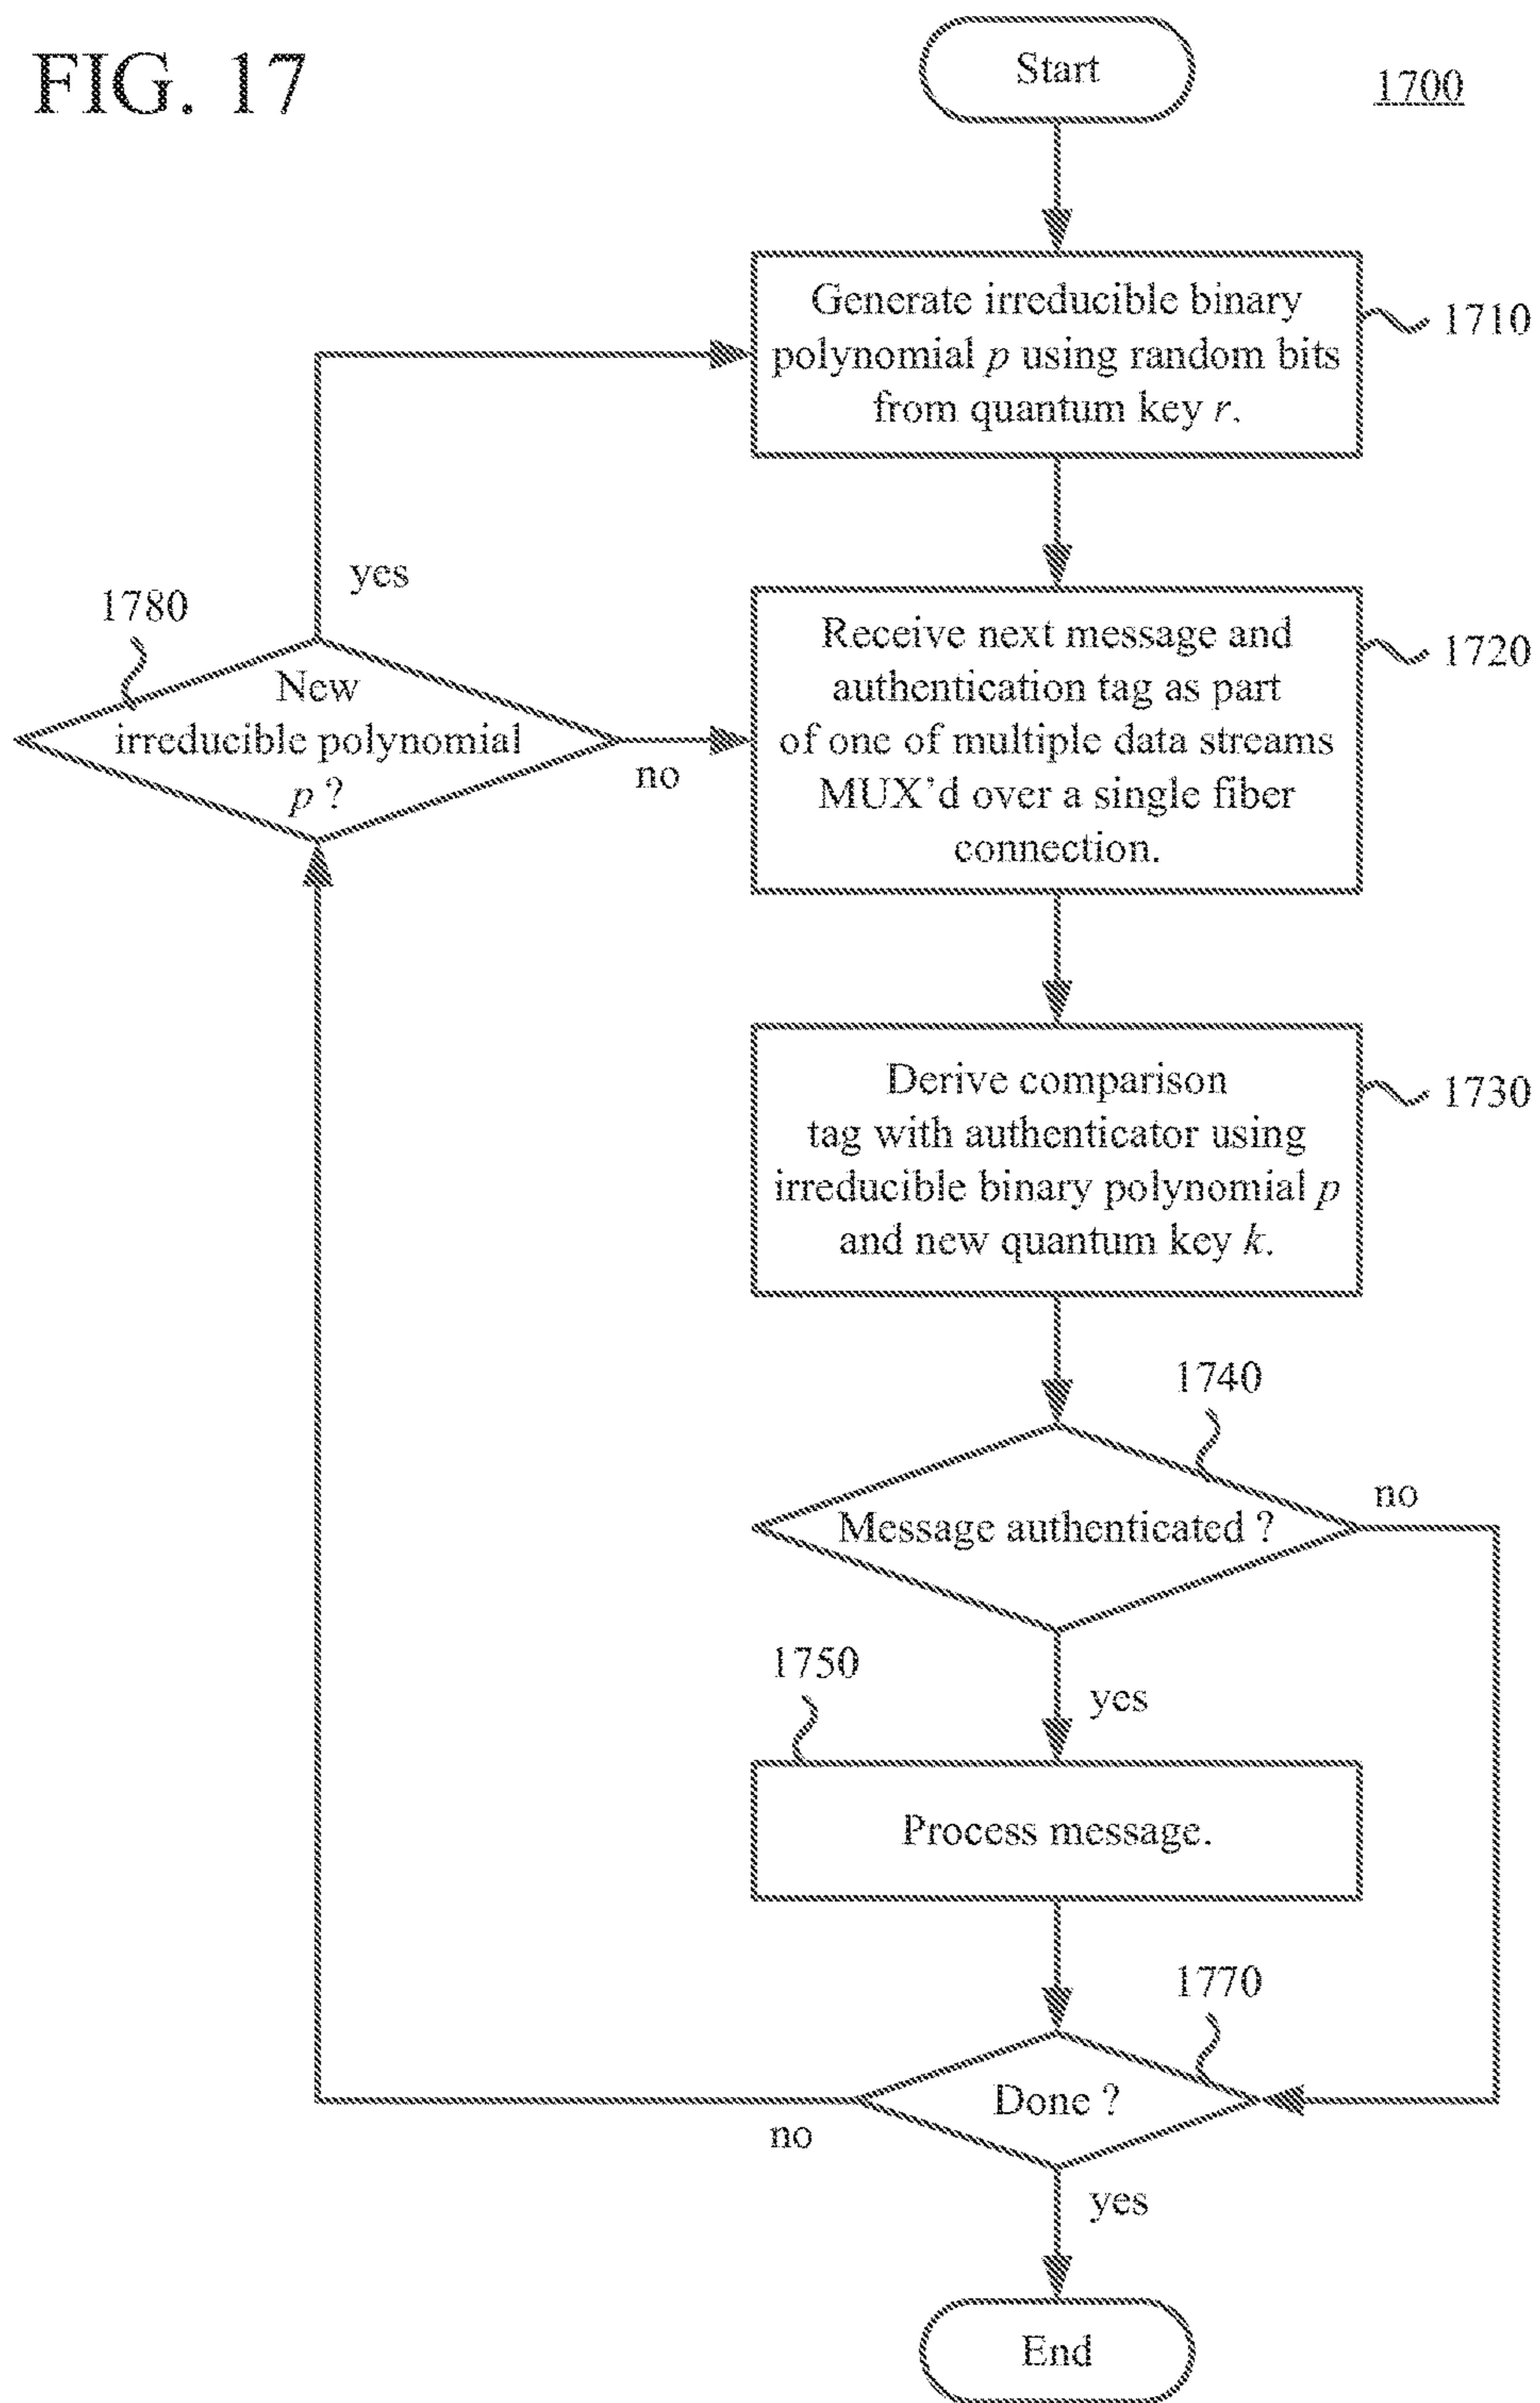 FIG. 17
Start
1700
Generate irreducible binary
polynomial p using random bits
from quantum key r.
1710
yes
1780
New
irreducible polynomial
p ?
no
Receive next message and
authentication tag as part
of one of multiple data streams
MUX'd over a single fiber
connection.
1720
Derive comparison
tag with authenticator using
irreducible binary polynomial p
and new quantum key k.
1730
1740
Message authenticated ?
no
yes
1750
Process message.
1770
Done ?
no
yes
End